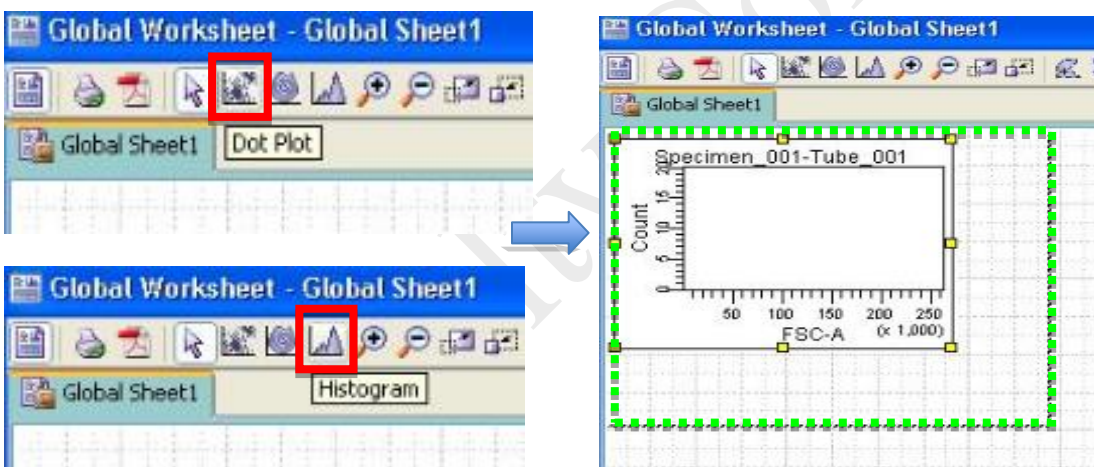 Global Worksheet - Global Sheet1
Global Sheet1
Dot Plot
Global Worksheet - Global Sheet1
Global Sheet1
Histogram
Global Worksheet - Global Sheet1
Global Sheet1
Specimen_001-Tube_001
Count
20
15
10
5
0
50 100 150 200 250
FSC-A (x 1,000)